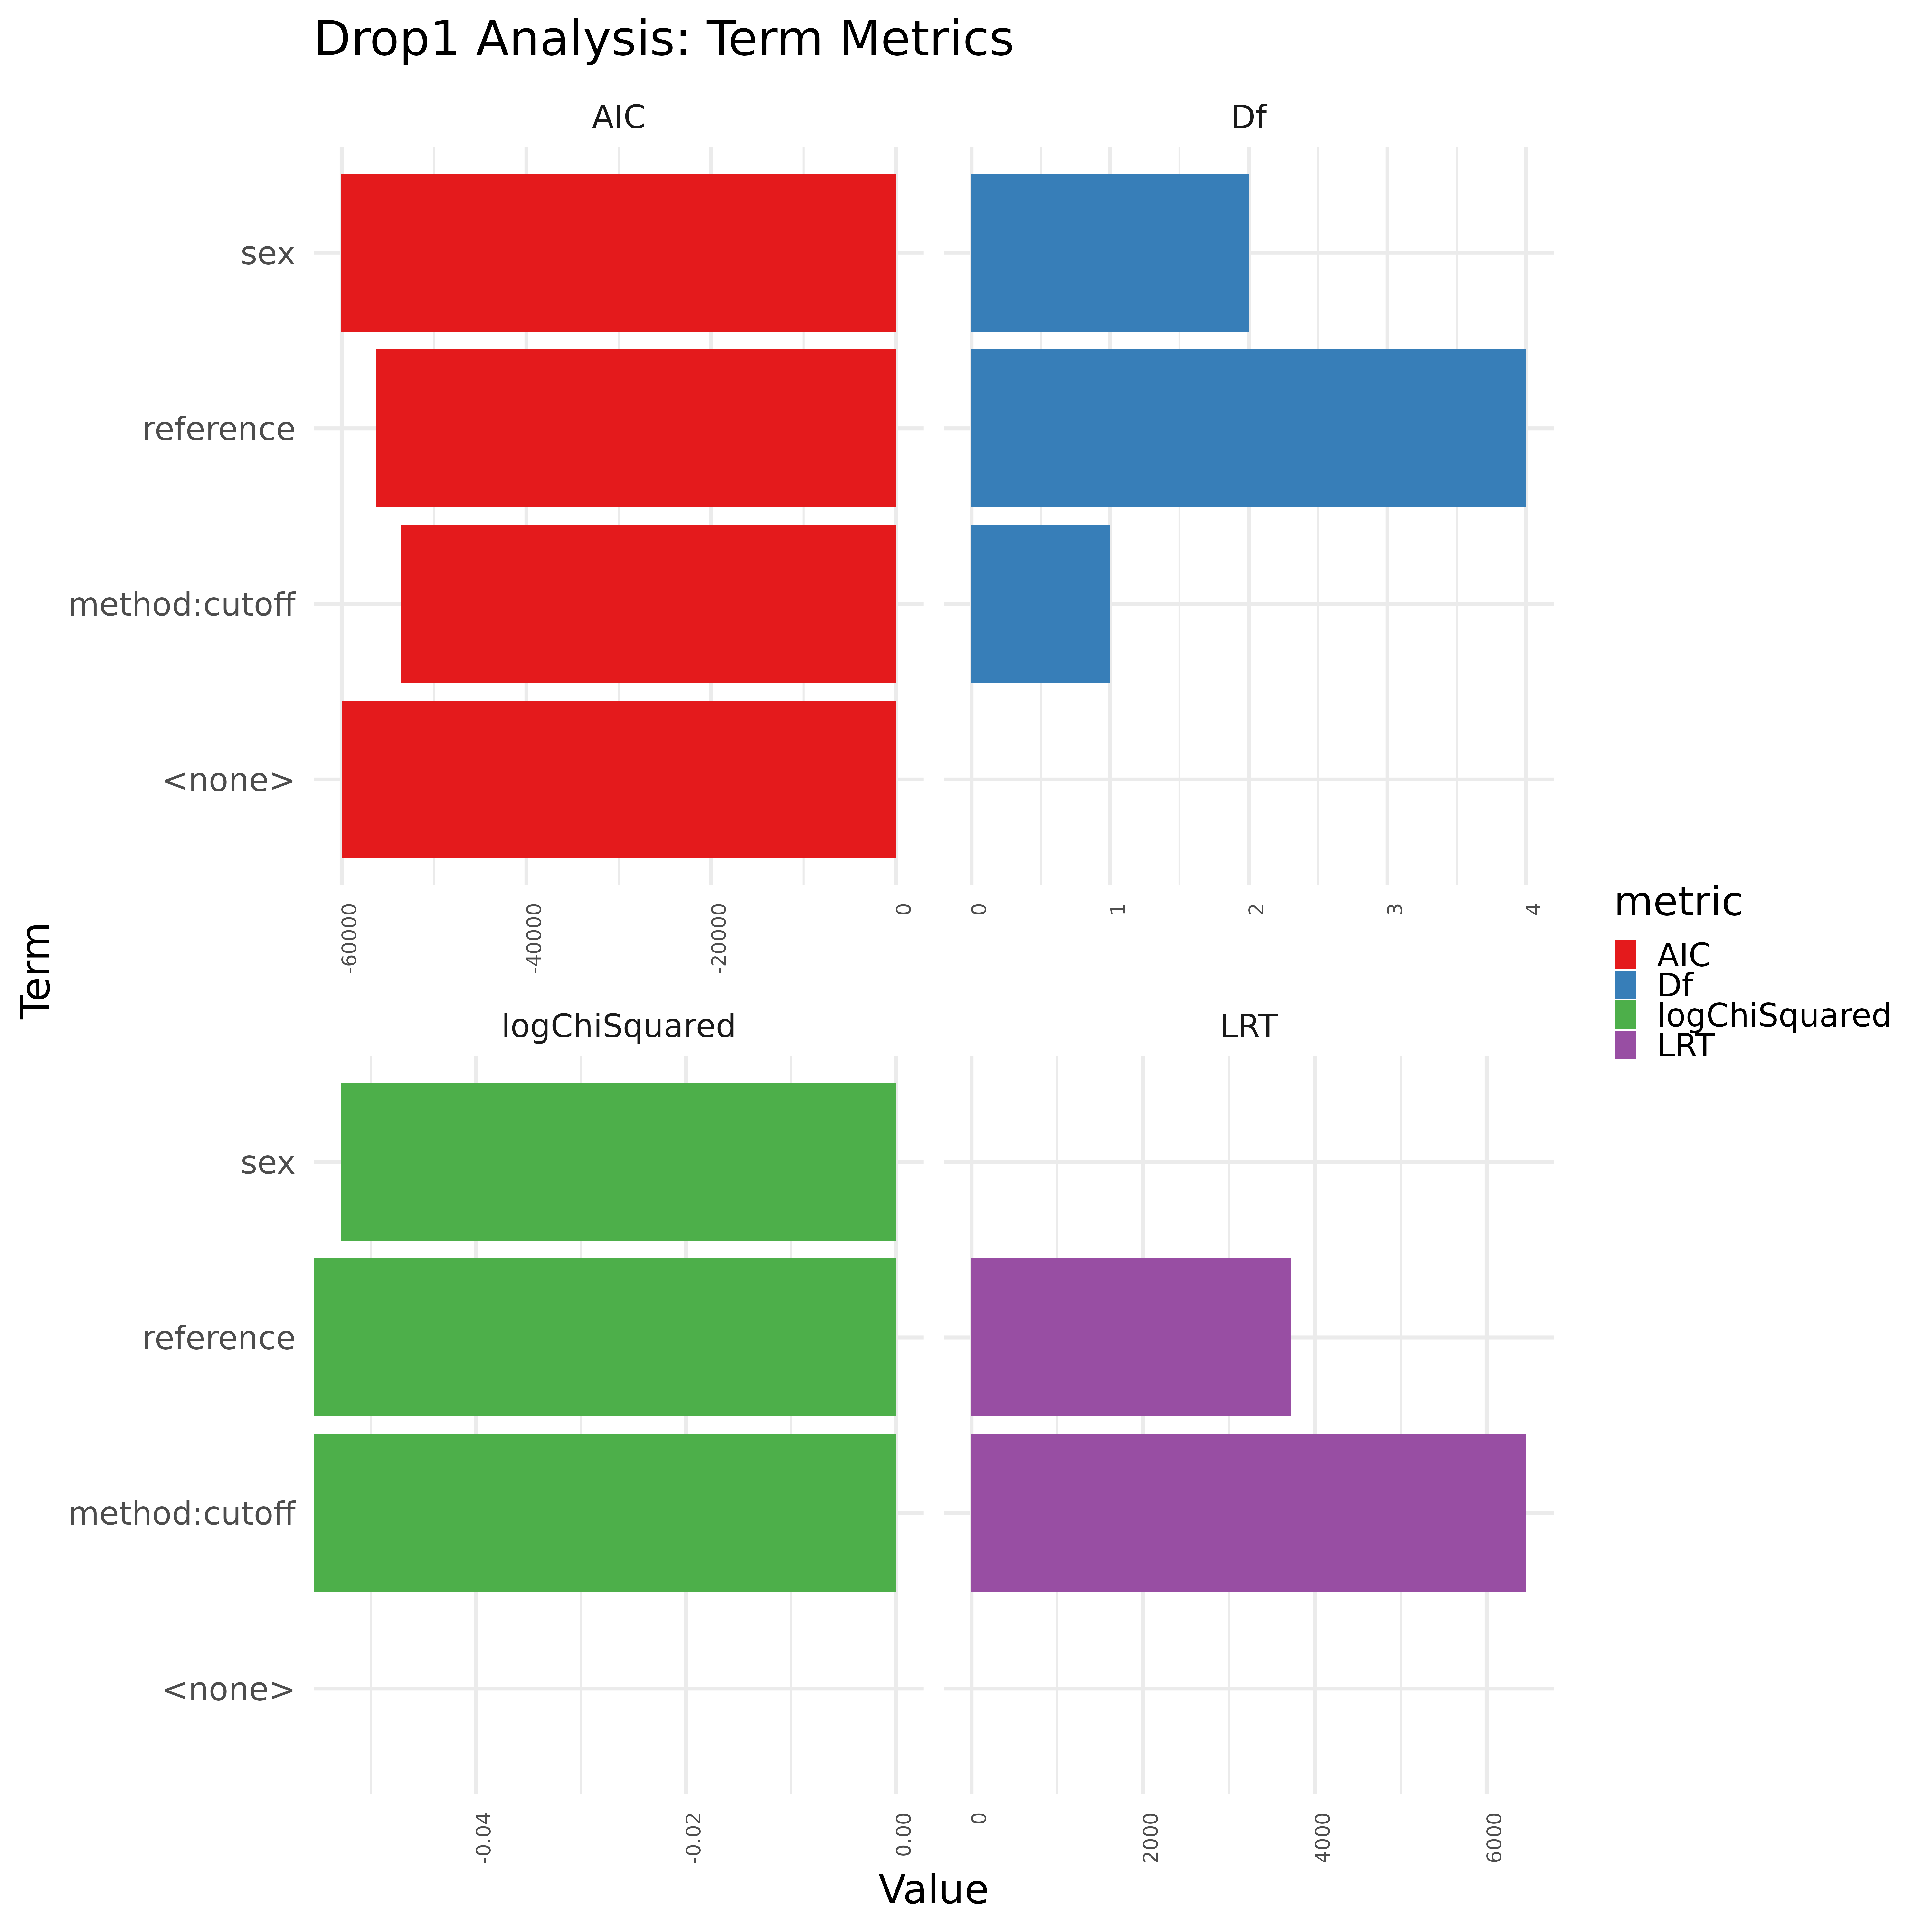 Drop1 Analysis: Term Metrics
AIC
Df
sex
reference
method:cutoff
<none>
-60000
-40000
-20000
0
0
1
2
3
4
Term
logChiSquared
LRT
sex
reference
method:cutoff
<none>
-0.04
-0.02
0.00
0
2000
4000
6000
Value
metric
AIC
Df
logChiSquared
LRT